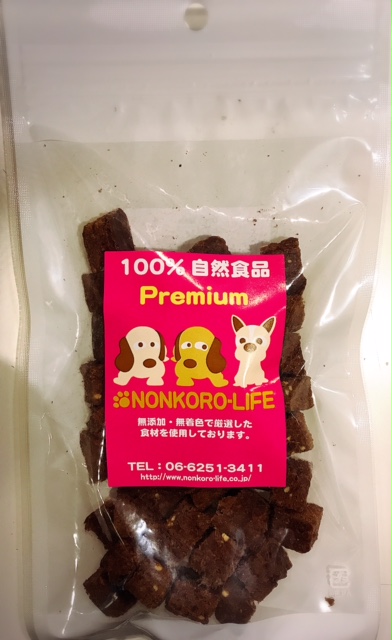 100% 自然食品
Premium
NONKORO-LIFE
無添加・無着色で厳選した
食材を使用しております。
TEL：06-6251-3411
http://www.nonkoro-life.co.jp/